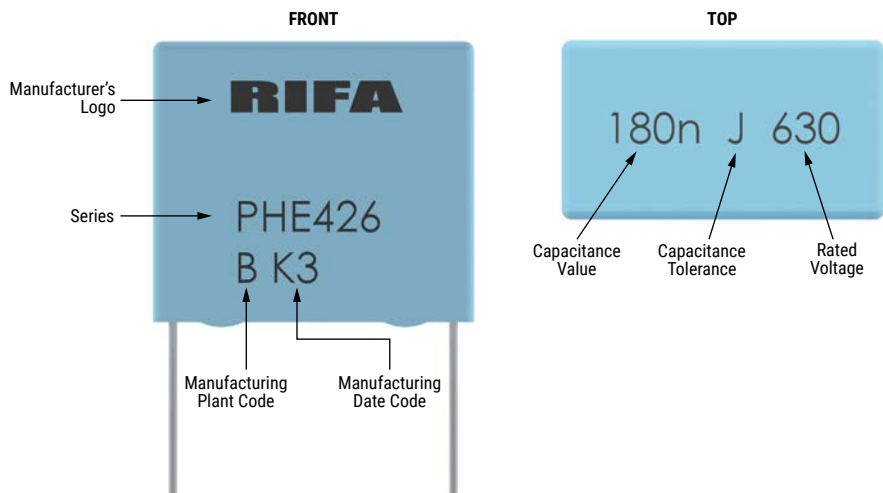 FRONT
Manufacturer's
Logo
RIFA
Series
PHE426
B K3
Manufacturing
Plant Code
Manufacturing
Date Code
TOP
180n J 630
Capacitance
Value
Capacitance
Tolerance
Rated
Voltage